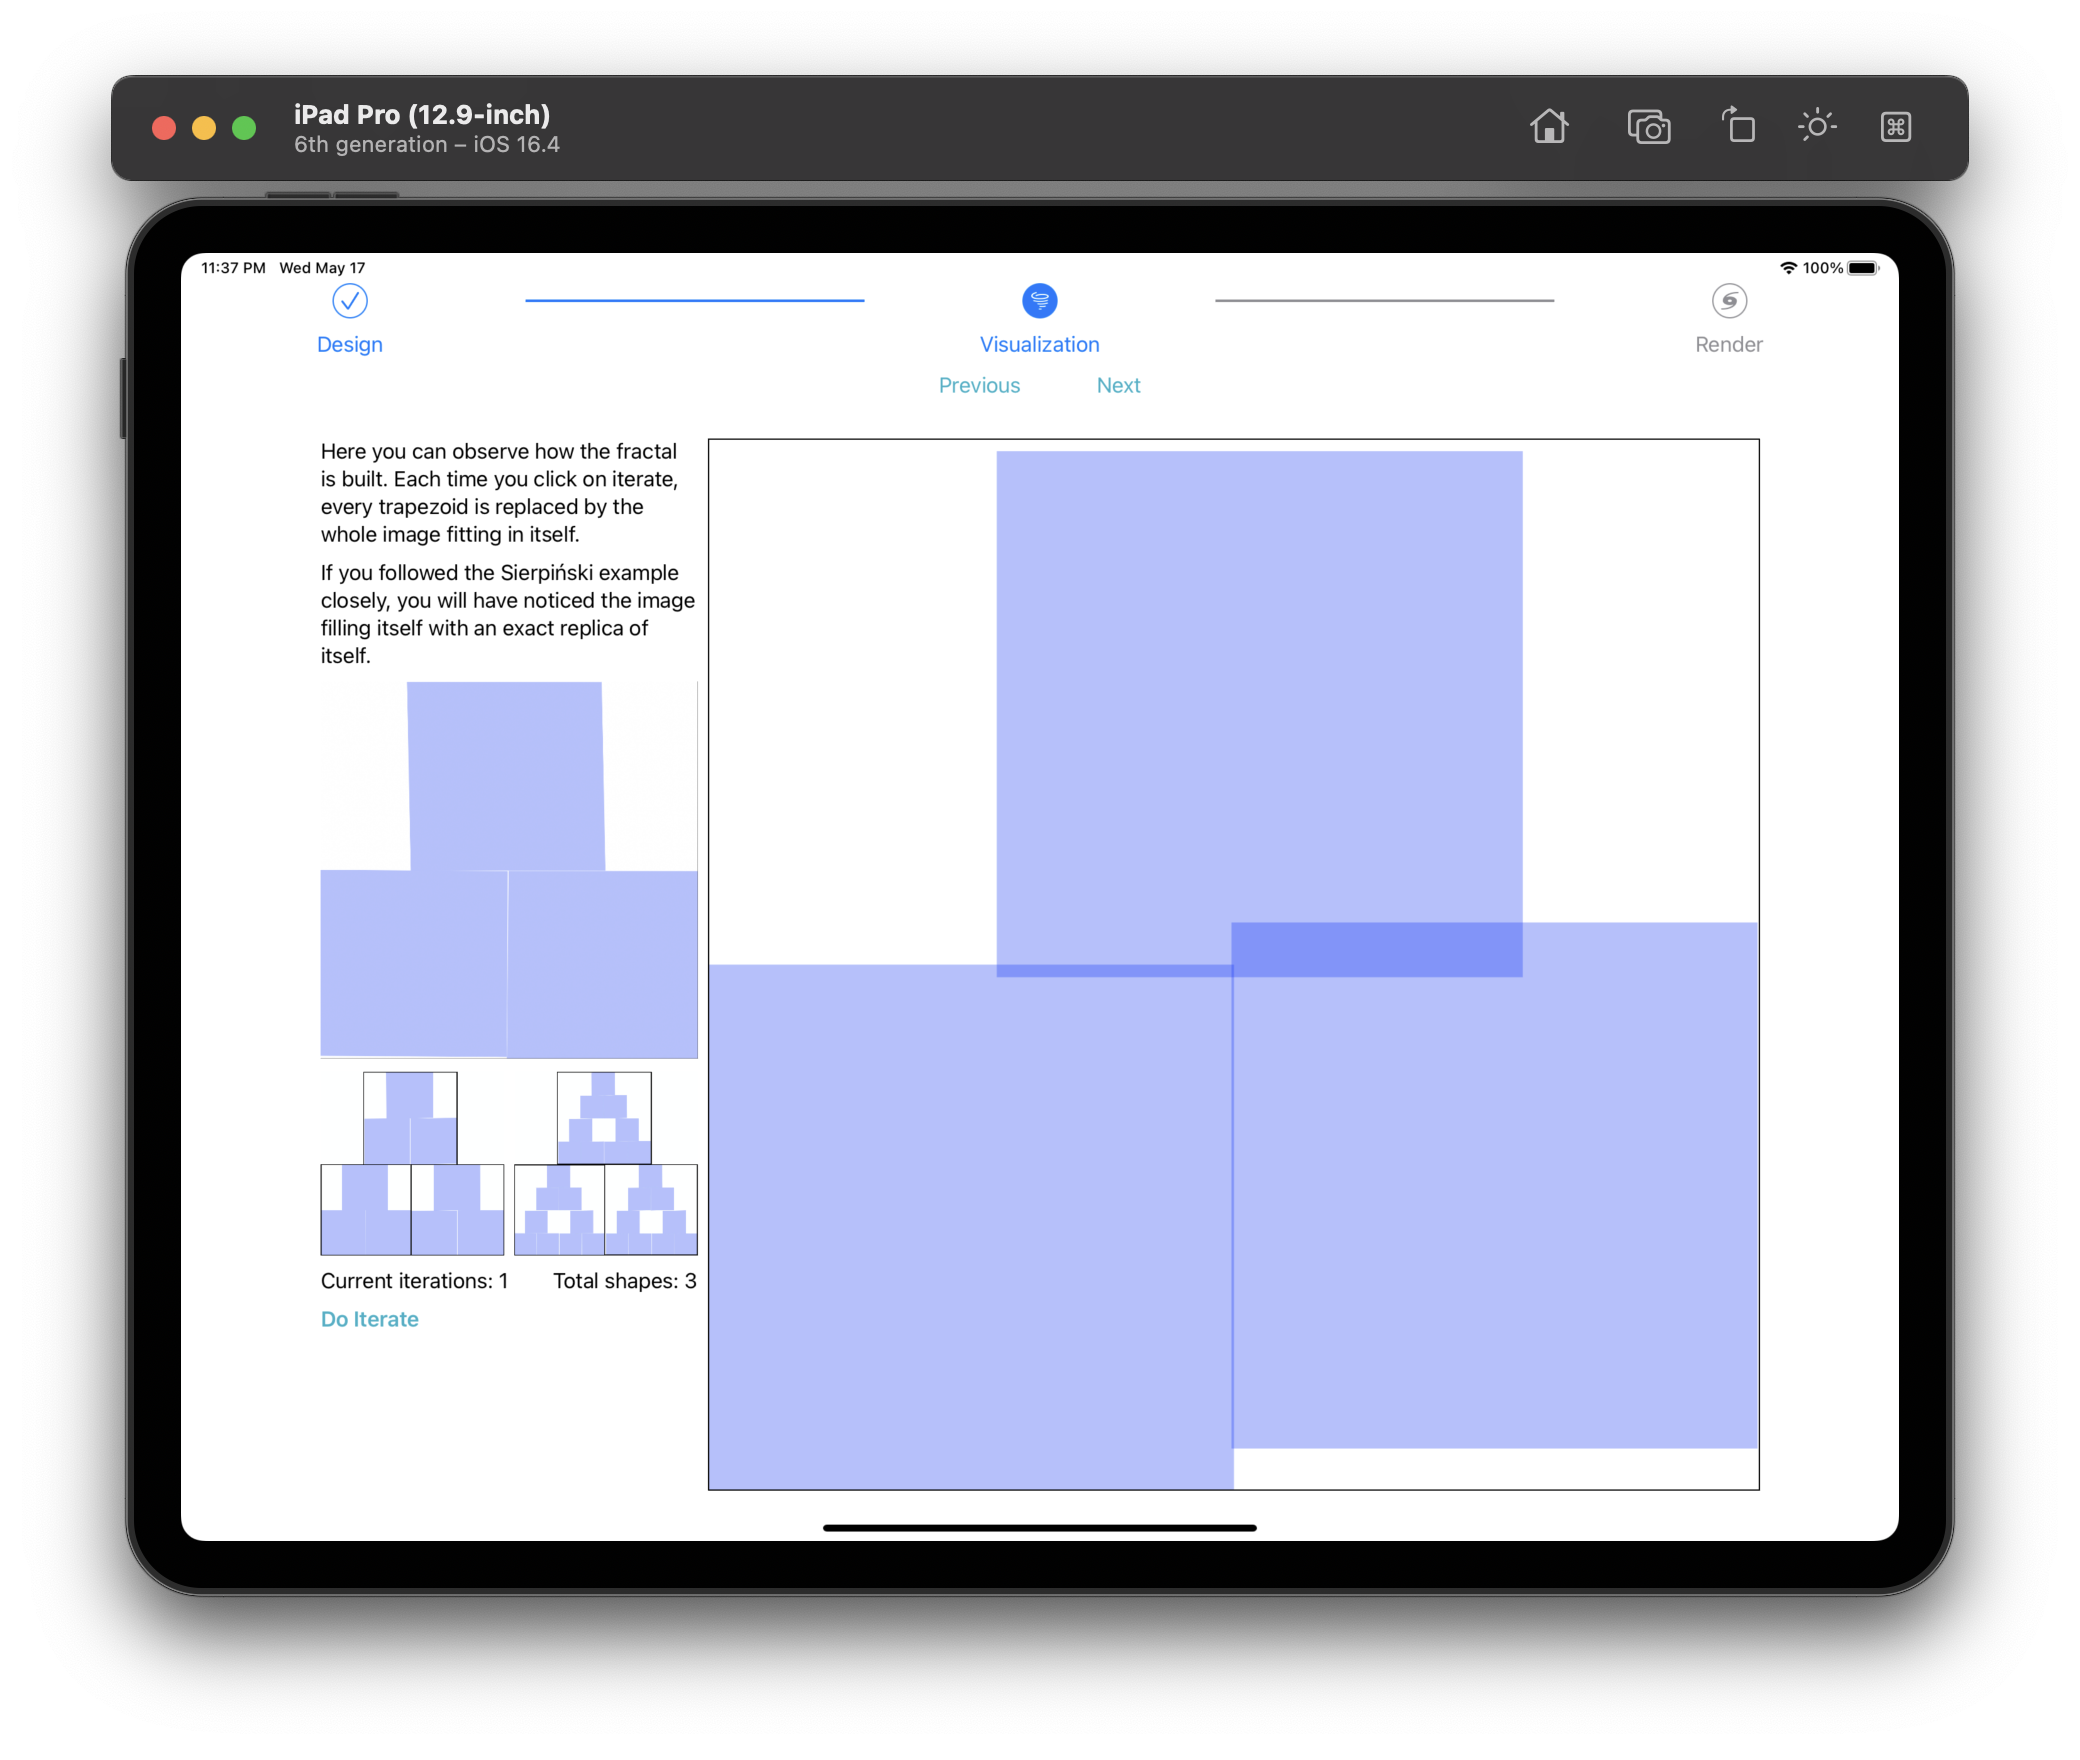 iPad Pro (12.9-inch)
6th generation – iOS 16.4
11:37 PM Wed May 17
100%
Design
Visualization
Render
Previous Next
Here you can observe how the fractal
is built. Each time you click on iterate,
every trapezoid is replaced by the
whole image fitting in itself.
If you followed the Sierpiński example
closely, you will have noticed the image
filling itself with an exact replica of
itself.
Current iterations: 1 Total shapes: 3
Do Iterate